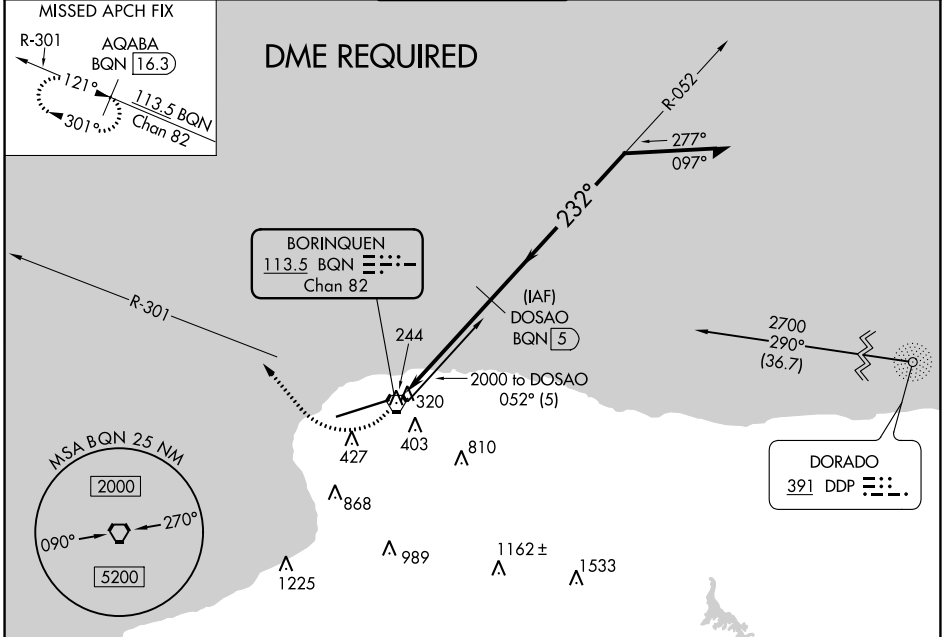 MISSED APCH FIX
R-301
AQABA
BQN 16.3
121°
301°
113.5 BQN
Chan 82
DME REQUIRED
R-052
277°
097°
232°
BORINQUEN
113.5 BQN
Chan 82
R-301
(IAF)
DOSAO
BQN 5
244
2700
290°
(36.7)
2000 to DOSAO
052° (5)
320
403
427
810
DORADO
391 DDP
MSA BQN 25 NM
2000
090°
270°
5200
868
989
1162 ±
1533
1225